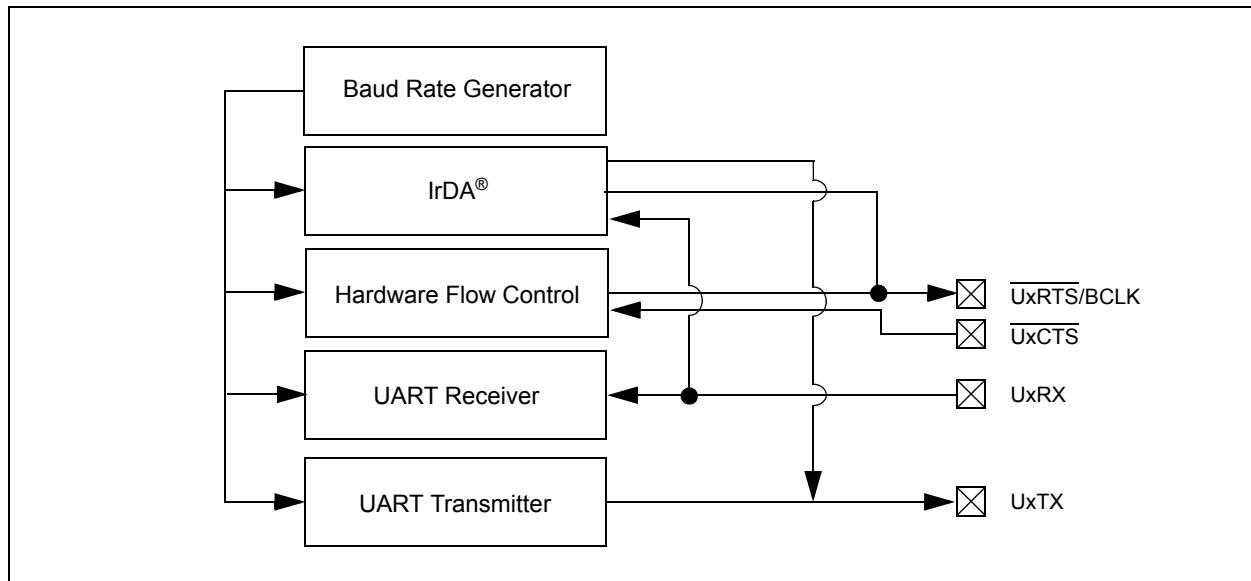 Baud Rate Generator
IrDA®
Hardware Flow Control
UxRTS/BCLK
UxCTS
UART Receiver
UxRX
UART Transmitter
UxTX